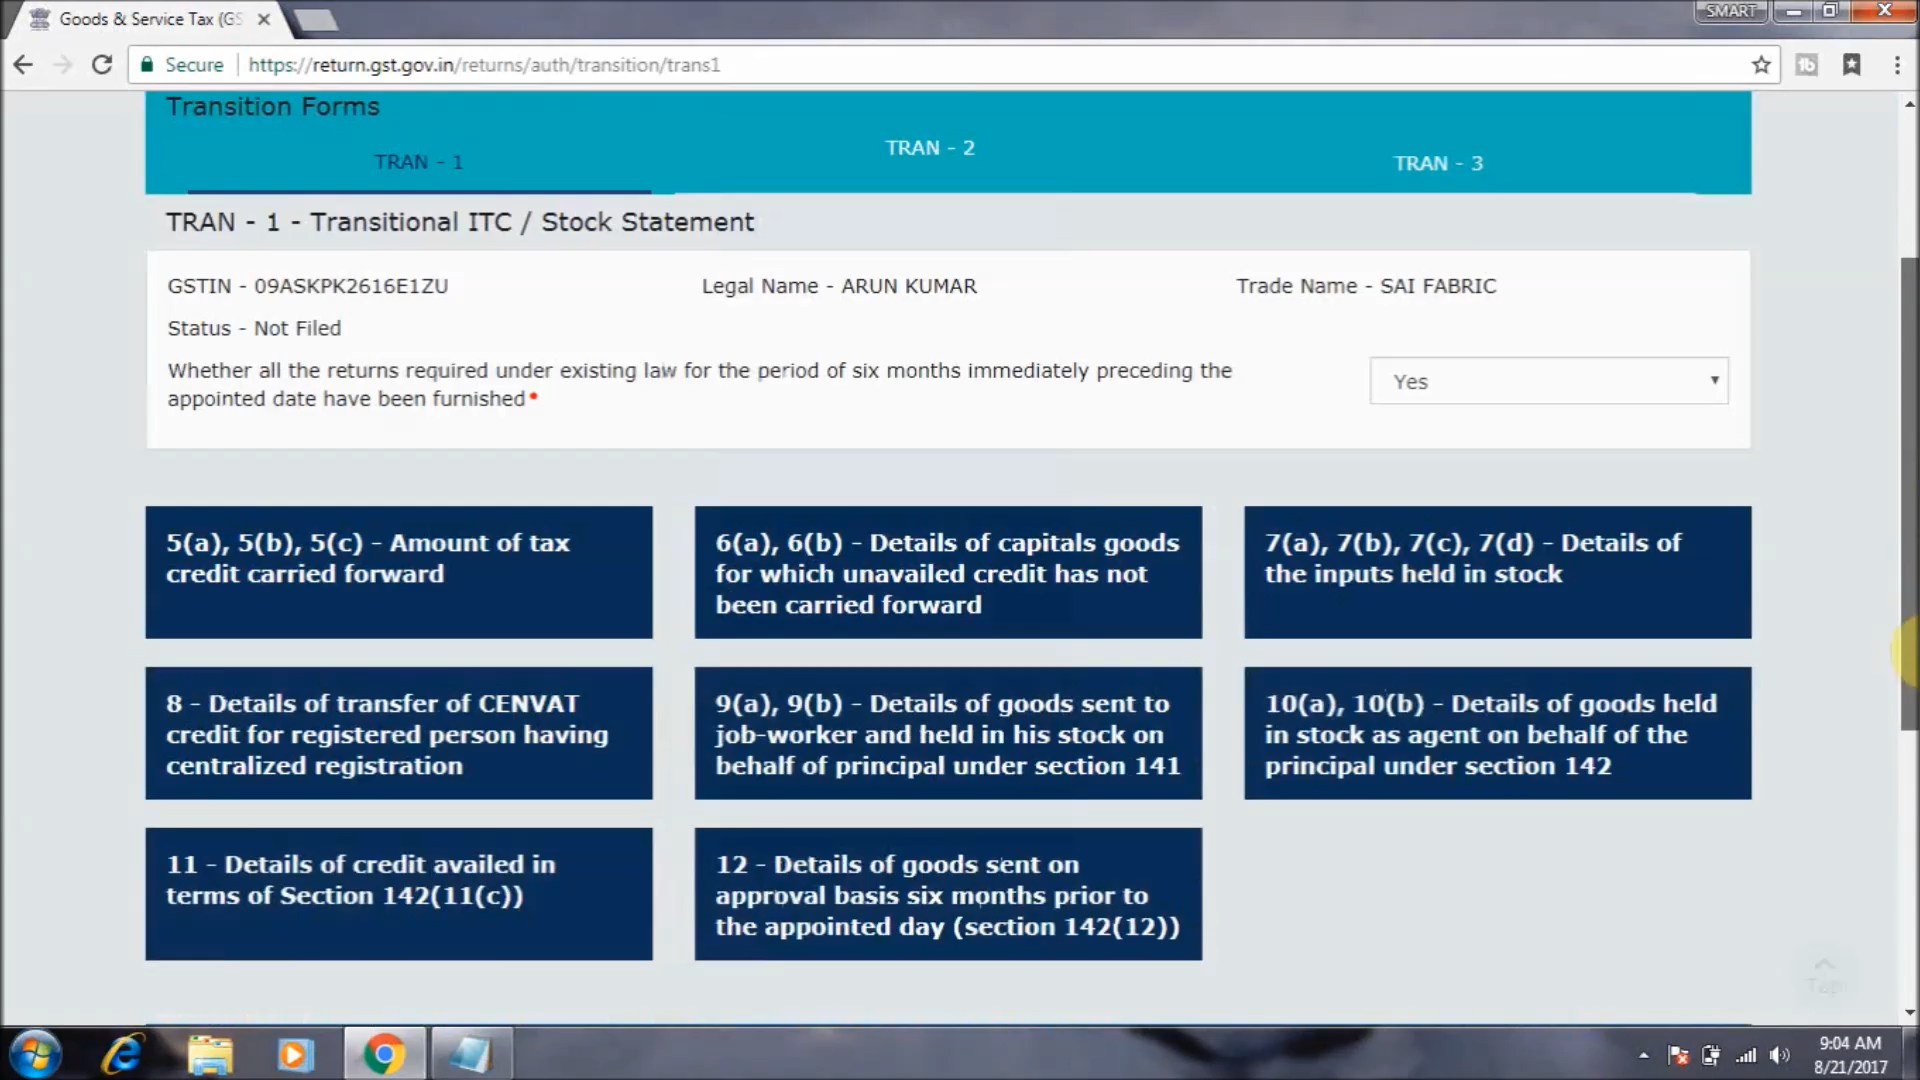 Goods & Service Tax (GS
SMART
Secure
https://return.gst.gov.in/returns/auth/transition/trans1
Transition Forms
TRAN - 1
TRAN - 2
TRAN - 3
TRAN - 1 - Transitional ITC / Stock Statement
GSTIN - 09ASKPK2616E1ZU
Legal Name - ARUN KUMAR
Trade Name - SAI FABRIC
Status - Not Filed
Whether all the returns required under existing law for the period of six months immediately preceding the
appointed date have been furnished•
Yes
5(a), 5(b), 5(c) - Amount of tax
credit carried forward
6(a), 6(b) - Details of capitals goods
for which unavailed credit has not
been carried forward
7(a), 7(b), 7(c), 7(d) - Details of
the inputs held in stock
8 - Details of transfer of CENVAT
credit for registered person having
centralized registration
9(a), 9(b) - Details of goods sent to
job-worker and held in his stock on
behalf of principal under section 141
10(a), 10(b) - Details of goods held
in stock as agent on behalf of the
principal under section 142
11 - Details of credit availed in
terms of Section 142(11(c))
12 - Details of goods sent on
approval basis six months prior to
the appointed day (section 142(12))
Top
9:04 AM
8/21/2017